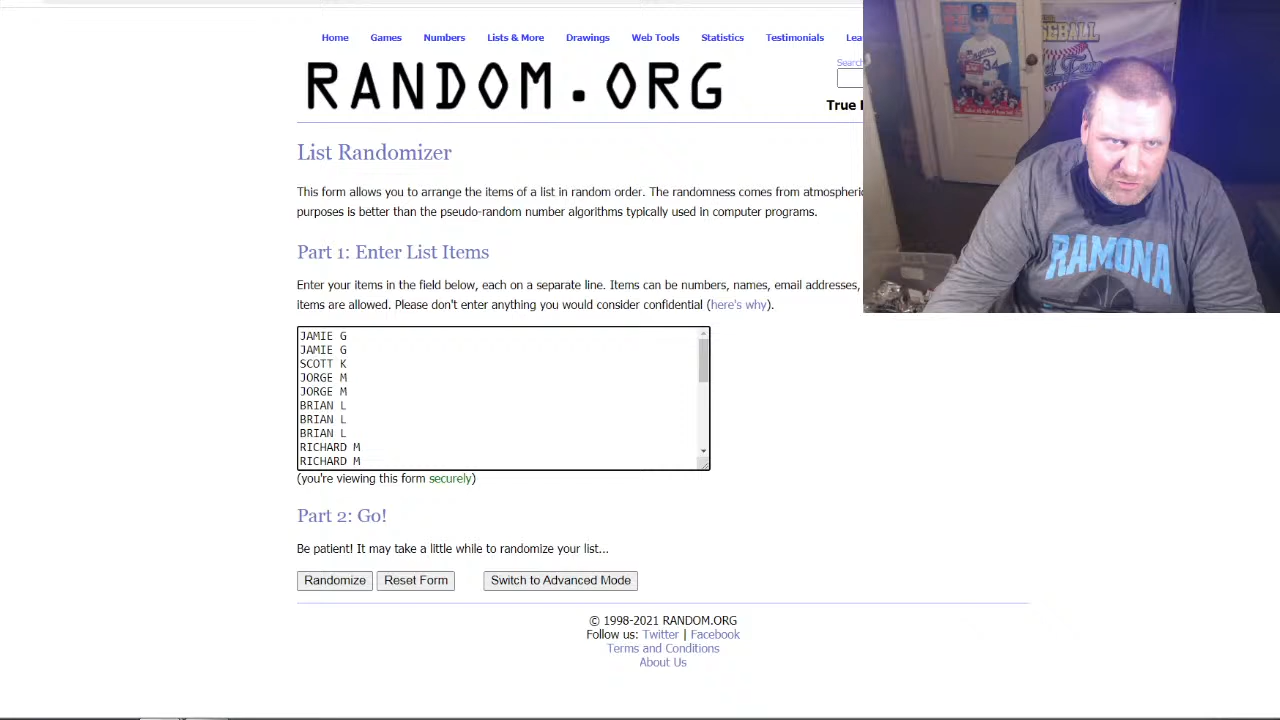 Home Games Numbers Lists & More Drawings Web Tools Statistics Testimonials Lea
Search
RANDOM.ORG
True
List Randomizer
This form allows you to arrange the items of a list in random order. The randomness comes from atmospheric
purposes is better than the pseudo-random number algorithms typically used in computer programs.
Part 1: Enter List Items
Enter your items in the field below, each on a separate line. Items can be numbers, names, email addresses,
items are allowed. Please don't enter anything you would consider confidential (here's why).
JAMIE G
JAMIE G
SCOTT K
JORGE M
JORGE M
BRIAN L
BRIAN L
BRIAN L
RICHARD M
RICHARD M
(you're viewing this form securely)
Part 2: Go!
Be patient! It may take a little while to randomize your list...
Randomize Reset Form Switch to Advanced Mode
© 1998-2021 RANDOM.ORG
Follow us: Twitter | Facebook
Terms and Conditions
About Us
Rangers
34
BASEBALL
RAMONA